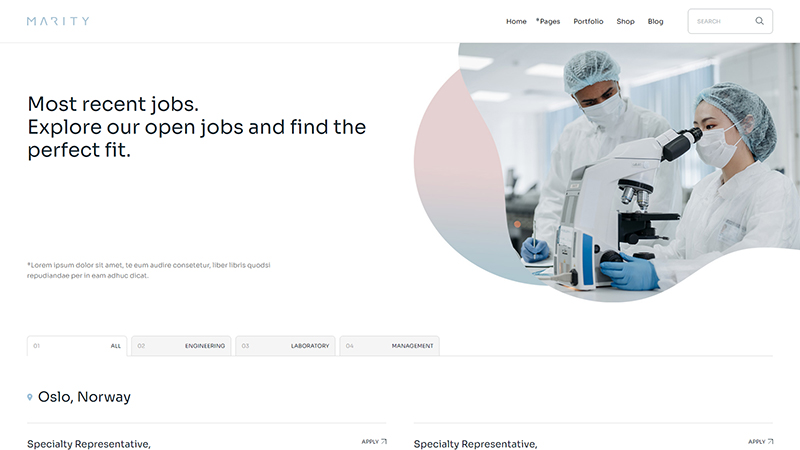 MARITY
Home *Pages Portfolio Shop Blog SEARCH
Most recent jobs.
Explore our open jobs and find the
perfect fit.
*Lorem ipsum dolor sit amet, te eum audire consetetur, liber libris quodsi
repudiandae per in eam adhuc dicat.
01 ALL 02 ENGINEERING 03 LABORATORY 04 MANAGEMENT
Oslo, Norway
Specialty Representative, APPLY
Specialty Representative, APPLY